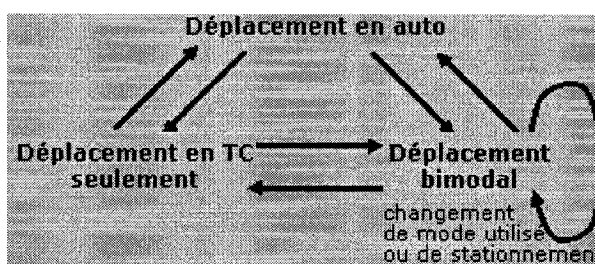 Déplacement en auto
Déplacement en TC
seulement
Déplacement
bimodal
changement
de mode utilisé
ou de stationnemen